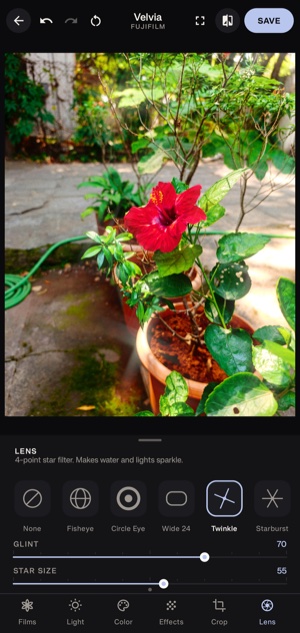 Velvia
FUJIFILM
SAVE
LENS
4-point star filter. Makes water and lights sparkle.
None
Fisheye
Circle Eye
Wide 24
Twinkle
Starburst
GLINT
70
STAR SIZE
55
Films
Light
Color
Effects
Crop
Lens